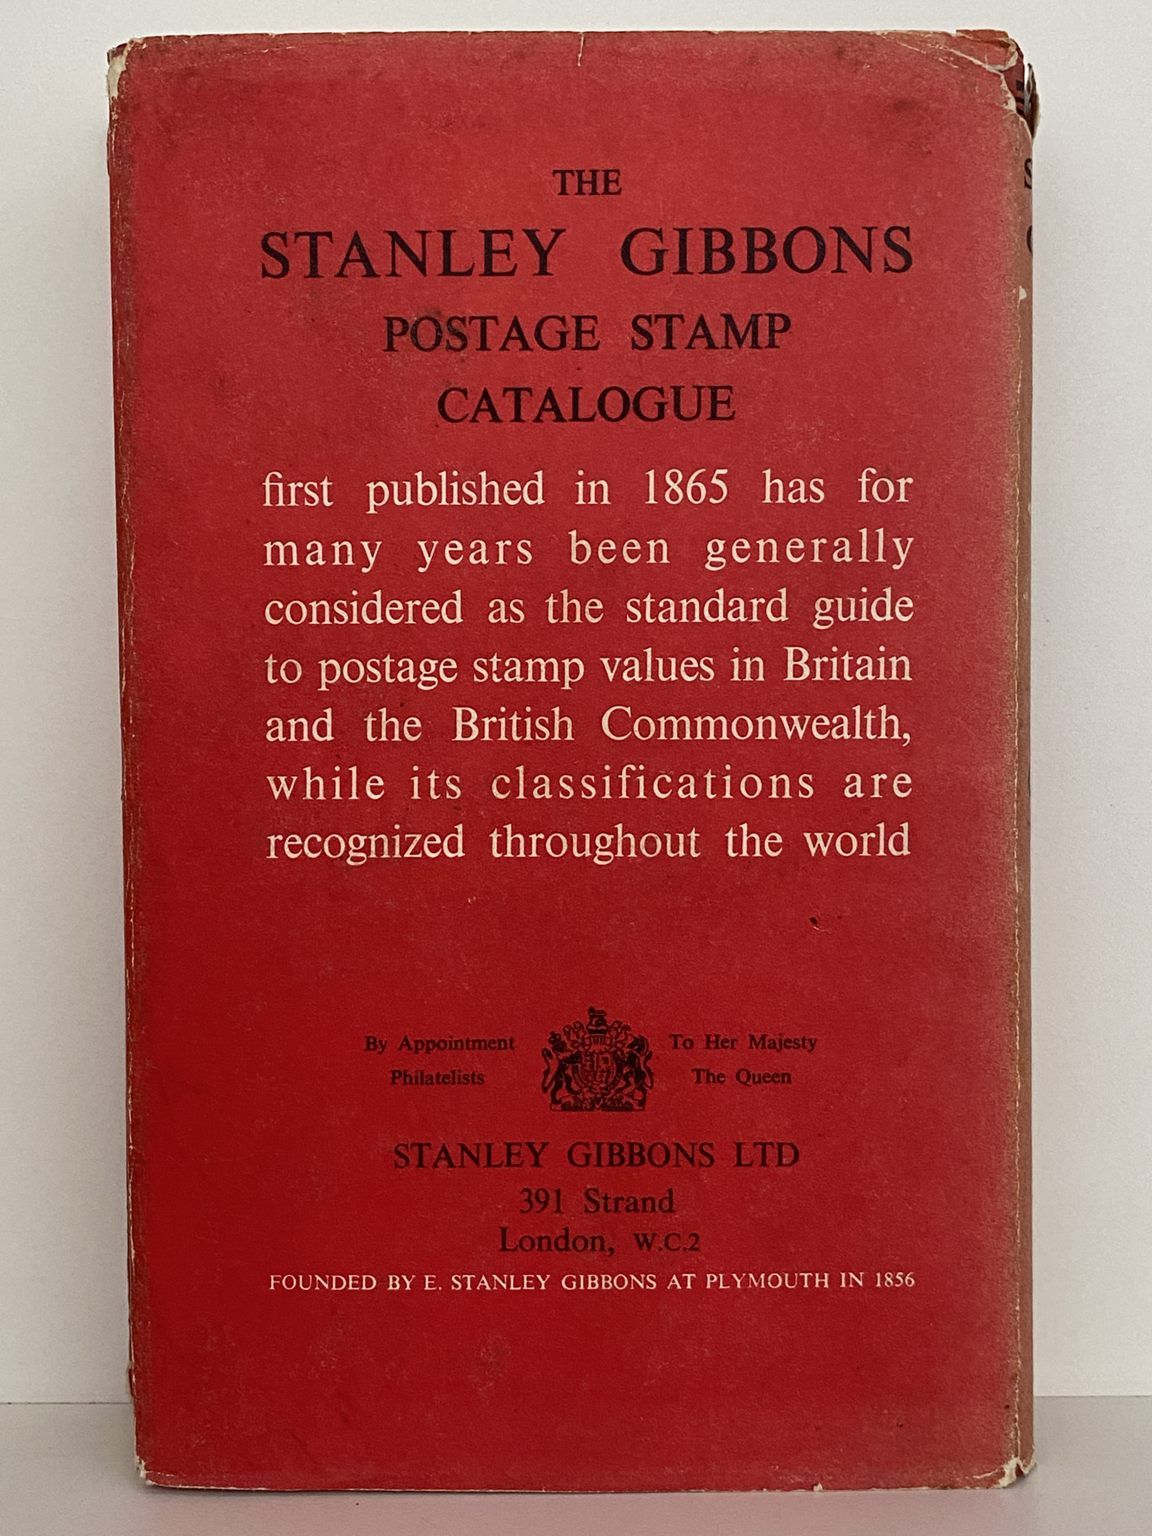 THE
STANLEY GIBBONS
POSTAGE STAMP
CATALOGUE
first published in 1865 has for
many years been generally
considered as the standard guide
to postage stamp values in Britain
and the British Commonwealth,
while its classifications are
recognized throughout the world
By Appointment To Her Majesty
Philatelists The Queen
STANLEY GIBBONS LTD
391 Strand
London, W.C.2
FOUNDED BY E. STANLEY GIBBONS AT PLYMOUTH IN 1856